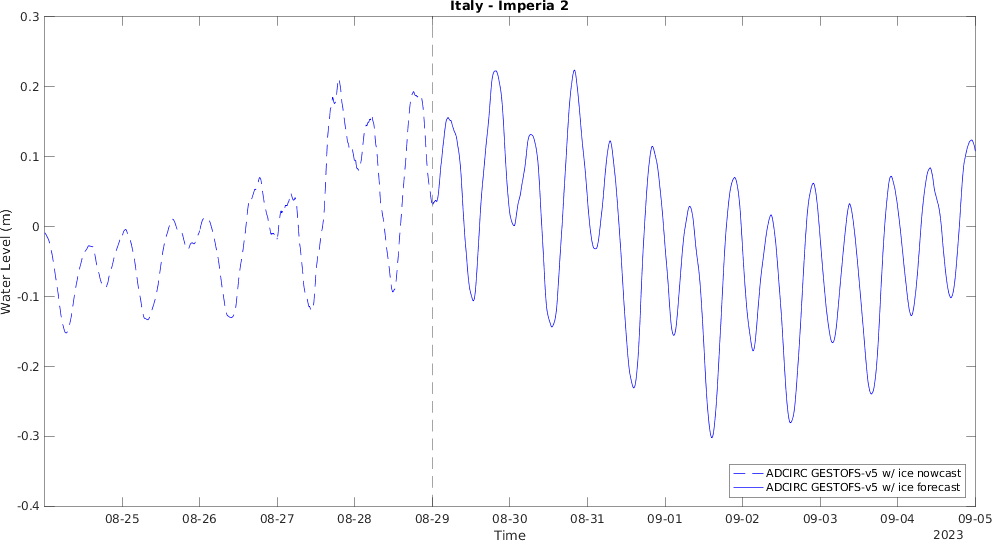 Italy - Imperia 2
0.3
0.2
0.1
0
-0.1
-0.2
-0.3
-0.4
Water Level (m)
ADCIRC GESTOFS-v5 w/ ice nowcast
ADCIRC GESTOFS-v5 w/ ice forecast
08-25 08-26 08-27 08-28 08-29 08-30 08-31 09-01 09-02 09-03 09-04 09-05
Time
2023